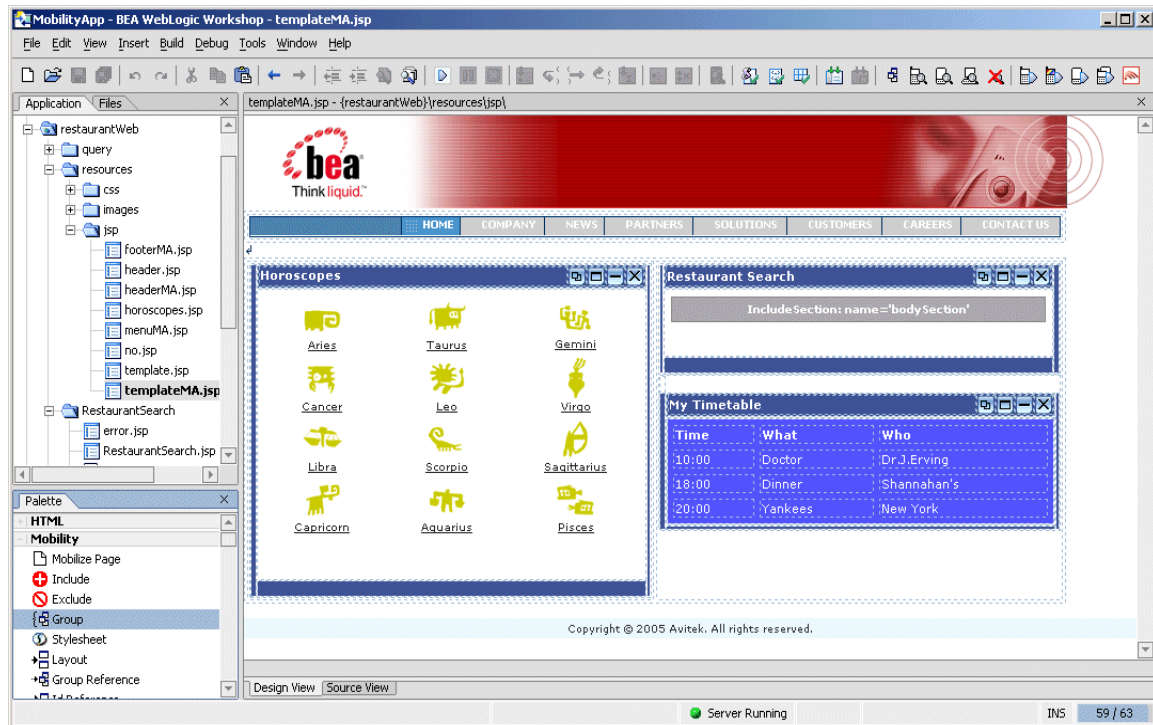 MobilityApp - BEA WebLogic Workshop - templateMA.jsp
File Edit View Insert Build Debug Tools Window Help
Application Files
restaurantWeb
query
resources
css
images
jsp
footerMA.jsp
header.jsp
headerMA.jsp
horoscopes.jsp
menuMA.jsp
no.jsp
template.jsp
templateMA.jsp
RestaurantSearch
error.jsp
RestaurantSearch.jsp
Palette
HTML
Mobility
Mobilize Page
Include
Exclude
Group
Stylesheet
Layout
Group Reference
Id Reference
templateMA.jsp - {restaurantWeb}\resources\jsp\
bea
Think liquid.™
HOME COMPANY NEWS PARTNERS SOLUTIONS CUSTOMERS CAREERS CONTACT US
Horoscopes
Aries Taurus Gemini
Cancer Leo Virgo
Libra Scorpio Sagittarius
Capricorn Aquarius Pisces
Restaurant Search
IncludeSection: name='bodySection'
My Timetable
Time What Who
10:00 Doctor Dr.J.Erving
18:00 Dinner Shannahan's
20:00 Yankees New York
Copyright © 2005 Avitek. All rights reserved.
Design View Source View
Server Running INS 59 / 63